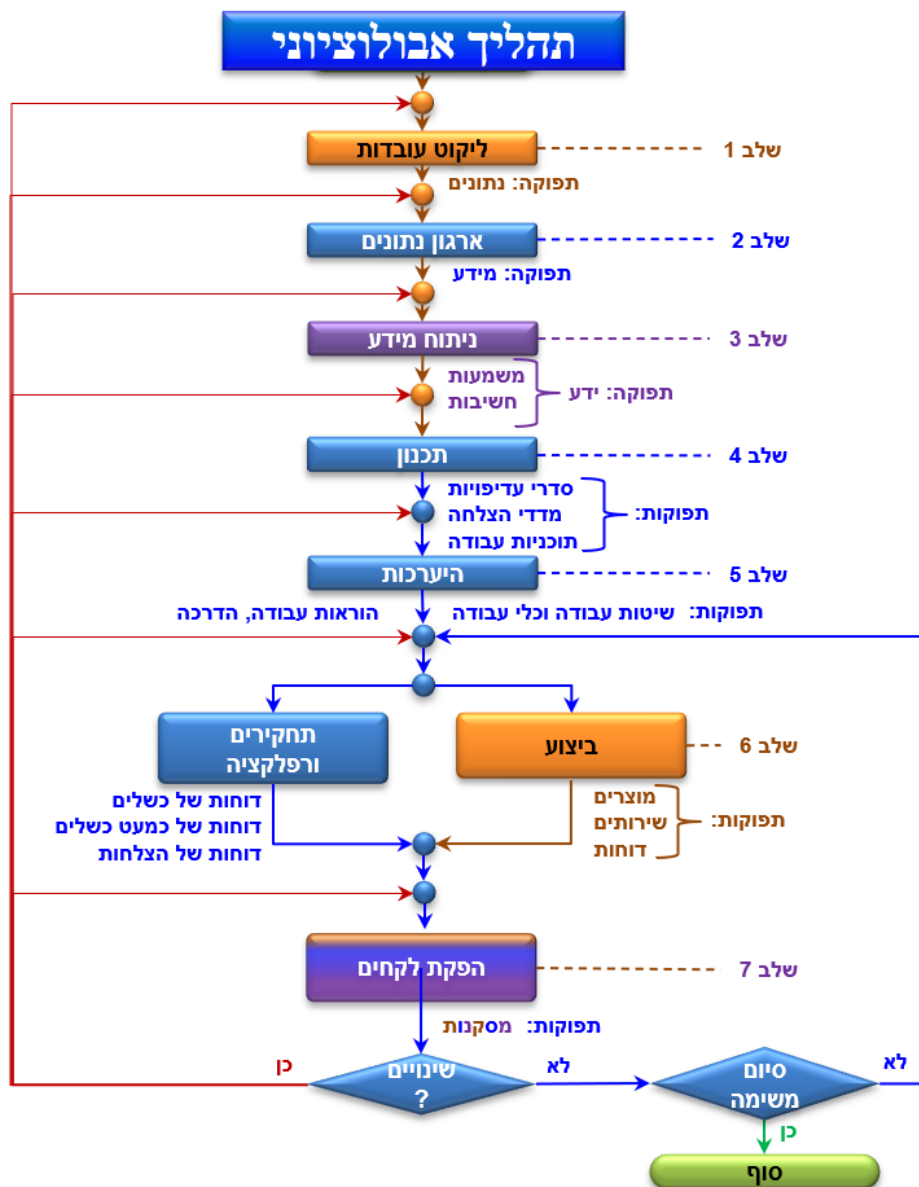 תהליך אבולוציוני
ליקוט עובדות
שלב 1
תפוקה: נתונים
ארגון נתונים
שלב 2
תפוקה: מידע
ניתוח מידע
שלב 3
משמעות
חשיבות
תפוקה: ידע
תכנון
שלב 4
סדרי עדיפויות
מדדי הצלחה
תוכניות עבודה
תפוקות:
היערכות
שלב 5
תפוקות: שיטות עבודה וכלי עבודה
הוראות עבודה, הדרכה
ביצוע
שלב 6
תחקירים
ורפלקציה
תפוקות:
מוצרים
שירותים
דוחות
דוחות של כשלים
דוחות של כמעט כשלים
דוחות של הצלחות
הפקת לקחים
שלב 7
תפוקות: מסקנות
שינויים
?
כן
לא
סיום
משימה
לא
כן
סוף